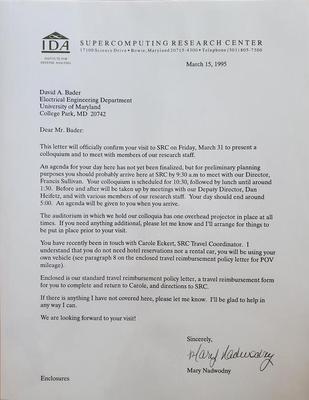 IDA
INSTITUTE FOR
DEFENSE ANALYSES
SUPERCOMPUTING RESEARCH CENTER
17100 Science Drive • Bowie, Maryland 20715-4300 • Telephone (301) 805-7500
March 15, 1995
David A. Bader
Electrical Engineering Department
University of Maryland
College Park, MD 20742
Dear Mr. Bader:
This letter will officially confirm your visit to SRC on Friday, March 31 to present a
colloquium and to meet with members of our research staff.
An agenda for your day here has not yet been finalized, but for preliminary planning
purposes you should probably arrive here at SRC by 9:30 a.m to meet with our Director,
Francis Sullivan. Your colloquium is scheduled for 10:30, followed by lunch until around
1:30. Before and after will be taken up by meetings with our Deputy Director, Dan
Heifetz, and with various members of our research staff. Your day should end around
5:00. An agenda will be given to you when you arrive.
The auditorium in which we hold our colloquia has one overhead projector in place at all
times. If you need anything additional, please let me know and I'll arrange for things to
be put in place prior to your visit.
You have recently been in touch with Carole Eckert, SRC Travel Coordinator. I
understand that you do not need hotel reservations nor a rental car, you will be using your
own vehicle (see paragraph 8 on the enclosed travel reimbursement policy letter for POV
mileage).
Enclosed is our standard travel reimbursement policy letter, a travel reimbursement form
for you to complete and return to Carole, and directions to SRC.
If there is anything I have not covered here, please let me know. I'll be glad to help in
any way I can.
We are looking forward to your visit!
Sincerely,
Mary Nadwodny
Mary Nadwodny
Enclosures